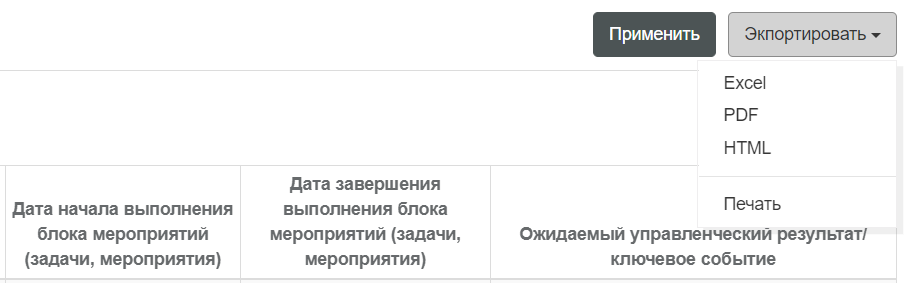 Применить
Экпортировать
Excel
PDF
HTML
Печать
Дата начала выполнения
блока мероприятий
(задачи, мероприятия)
Дата завершения
выполнения блока
мероприятий (задачи,
мероприятия)
Ожидаемый управленческий результат/
ключевое событие